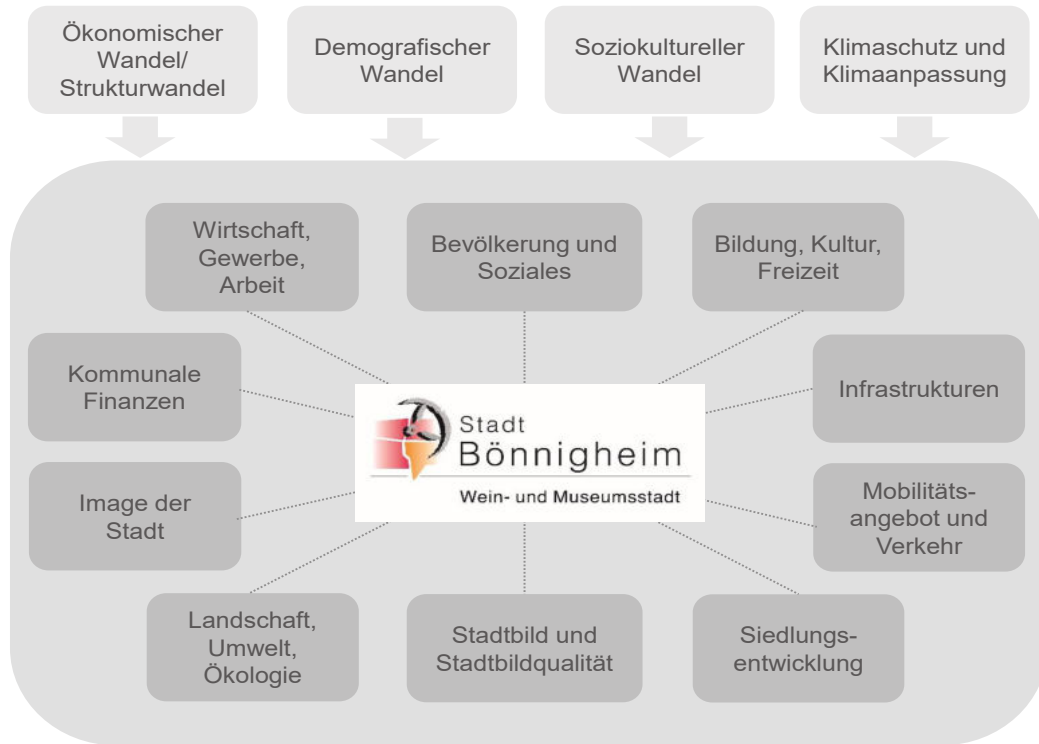 Ökonomischer
Wandel/
Strukturwandel
Demografischer
Wandel
Soziokultureller
Wandel
Klimaschutz und
Klimaanpassung
Wirtschaft,
Gewerbe,
Arbeit
Bevölkerung und
Soziales
Bildung, Kultur,
Freizeit
Kommunale
Finanzen
Infrastrukturen
Stadt
Bönnigheim
Wein- und Museumsstadt
Image der
Stadt
Mobilitäts-
angebot und
Verkehr
Landschaft,
Umwelt,
Ökologie
Stadtbild und
Stadtbildqualität
Siedlungs-
entwicklung